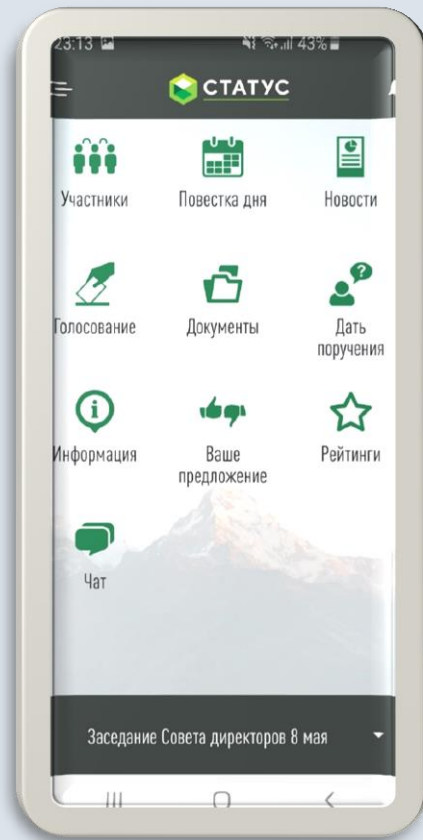 23:13 43%
СТАТУС
Участники Повестка дня Новости
Голосование Документы Дать
поручения
Информация Ваше Рейтинги
предложение
Чат
Заседание Совета директоров 8 мая